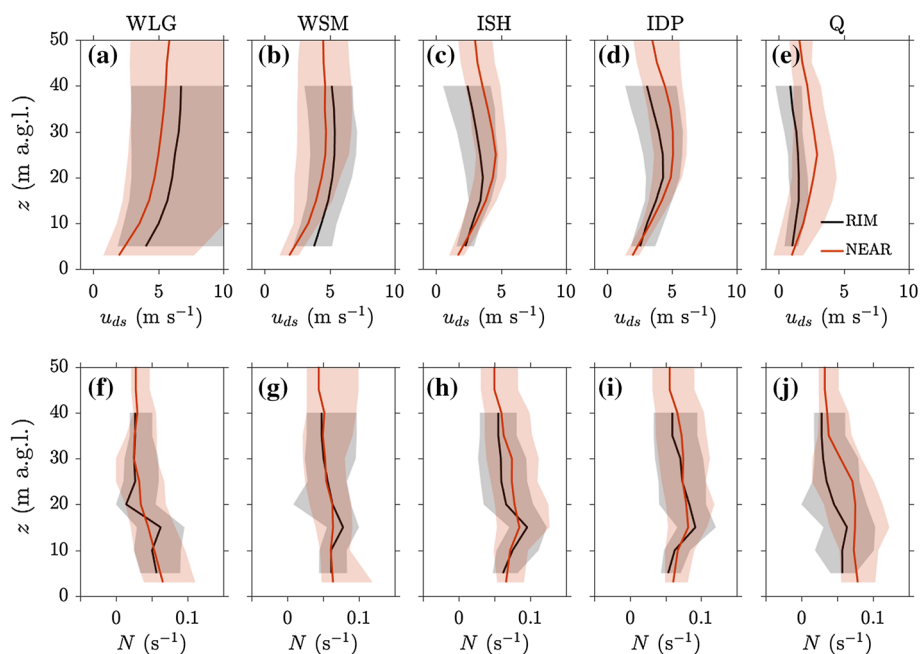 WLG WSM ISH IDP Q
50 (a) (b) (c) (d) (e)
40
30
z (m a.g.l.)
20
10 RIM
NEAR
0
0 5 10 0 5 10 0 5 10 0 5 10 0 5 10
u_ds (m s⁻¹) u_ds (m s⁻¹) u_ds (m s⁻¹) u_ds (m s⁻¹) u_ds (m s⁻¹)
50 (f) (g) (h) (i) (j)
40
30
z (m a.g.l.)
20
10
0
0 0.1 0 0.1 0 0.1 0 0.1 0 0.1
N (s⁻¹) N (s⁻¹) N (s⁻¹) N (s⁻¹) N (s⁻¹)